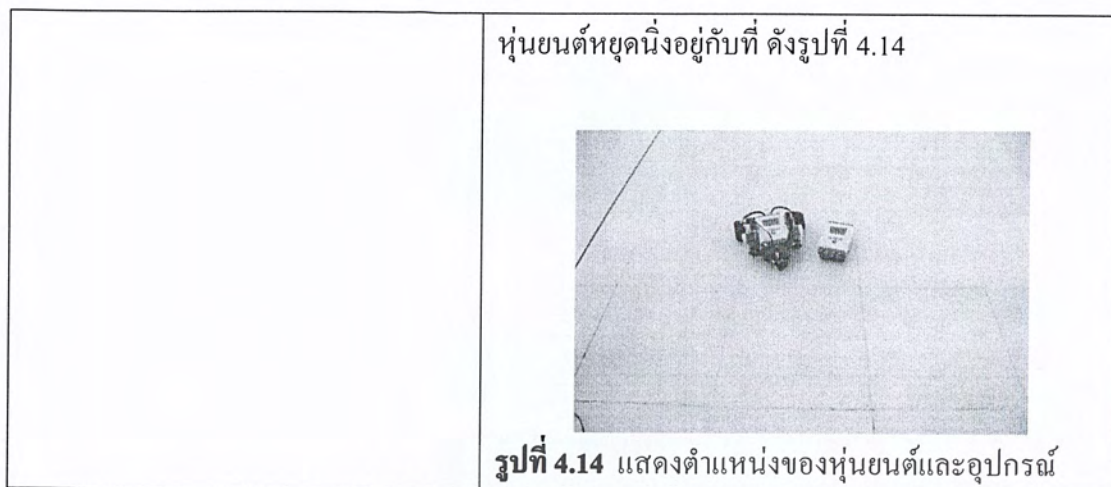 หุ่นยนต์หยุดนิ่งอยู่กับที่ ดังรูปที่ 4.14
รูปที่ 4.14 แสดงตำแหน่งของหุ่นยนต์และอุปกรณ์